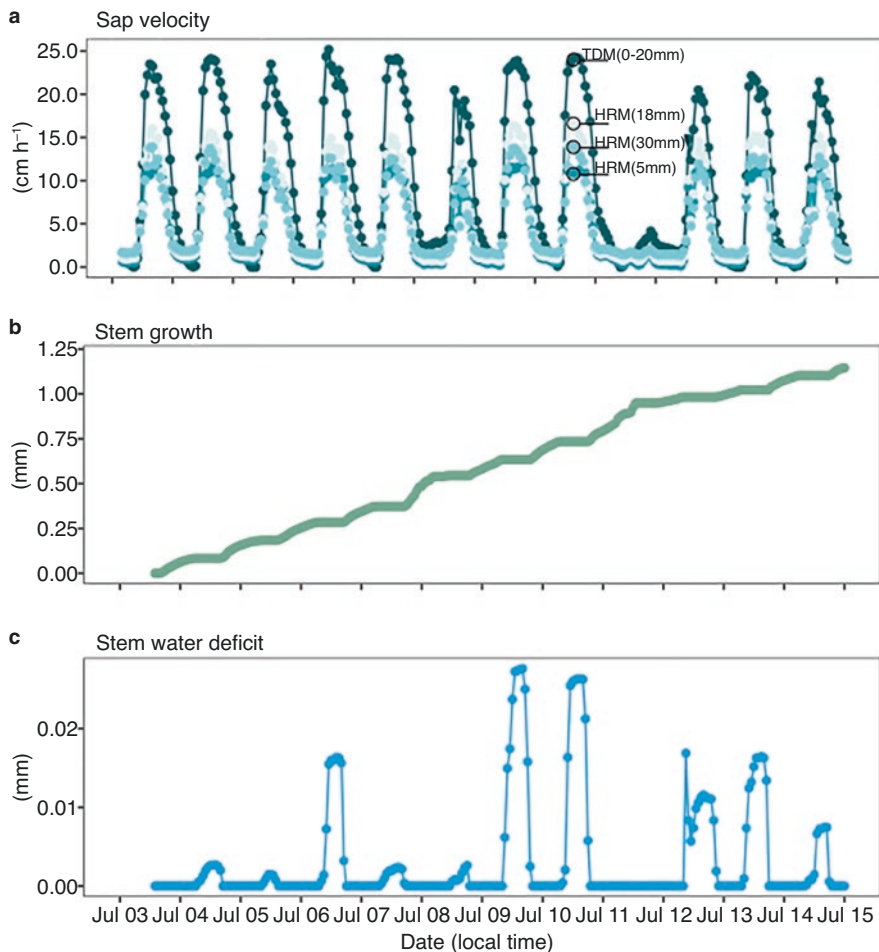 a Sap velocity
25.0
20.0
15.0
10.0
5.0
0.0
(cm h⁻¹)
TDM(0-20mm)
HRM(18mm)
HRM(30mm)
HRM(5mm)
b Stem growth
1.25
1.00
0.75
0.50
0.25
0.00
(mm)
c Stem water deficit
0.02
0.01
0.00
(mm)
Jul 03 Jul 04 Jul 05 Jul 06 Jul 07 Jul 08 Jul 09 Jul 10 Jul 11 Jul 12 Jul 13 Jul 14 Jul 15
Date (local time)